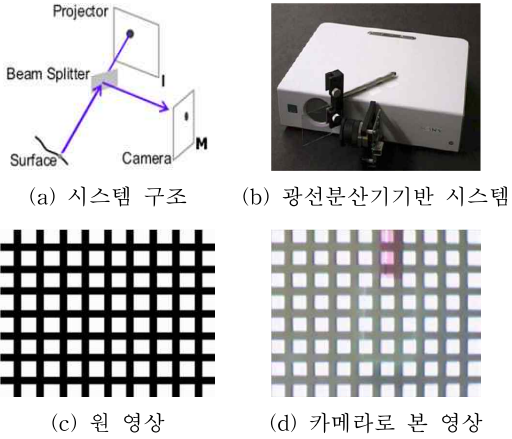 Projector
I
Beam Splitter
M
Surface
Camera
(a) 시스템 구조
(b) 광선분산기기반 시스템
(c) 원 영상
(d) 카메라로 본 영상